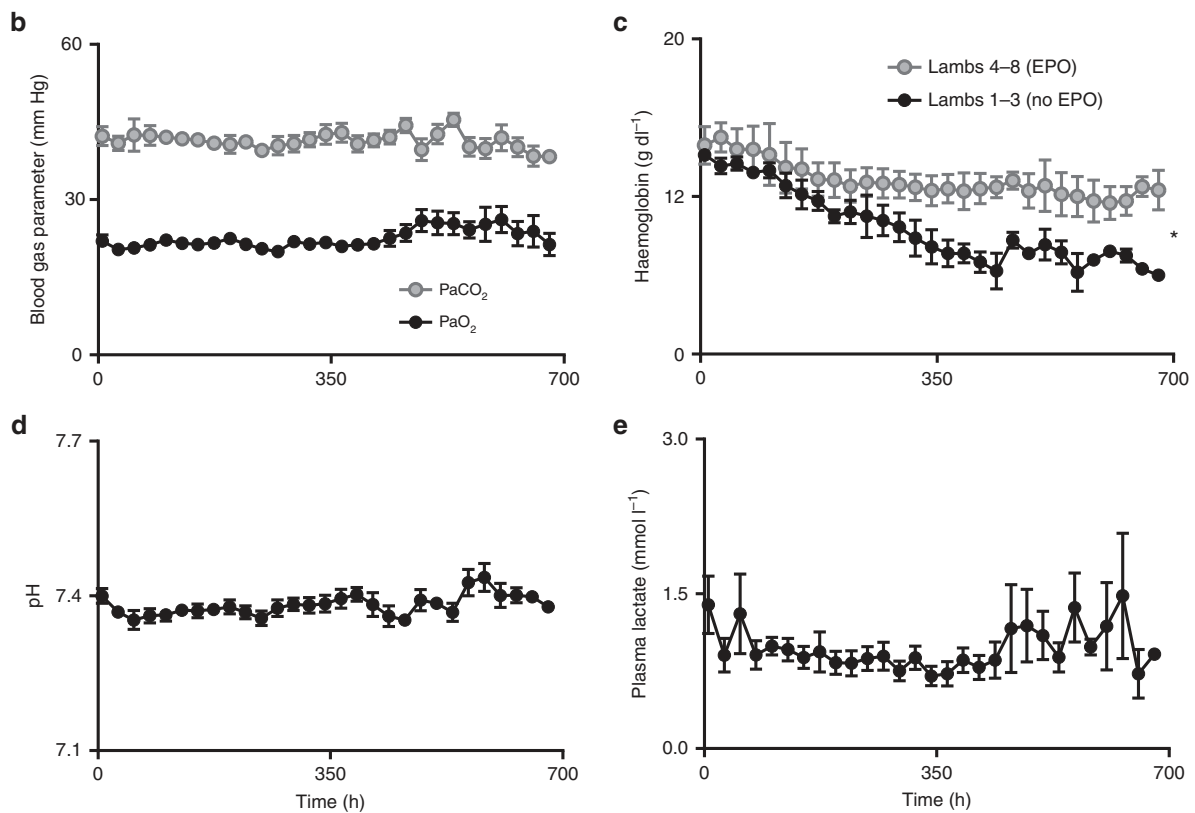 b
60
30
0
Blood gas parameter (mm Hg)
PaCO₂
PaO₂
0 350 700
c
20
12
0
Haemoglobin (g dl⁻¹)
Lambs 4–8 (EPO)
Lambs 1–3 (no EPO)
*
0 350 700
d
7.7
7.4
7.1
pH
0 350 700
Time (h)
e
3.0
1.5
0.0
Plasma lactate (mmol l⁻¹)
0 350 700
Time (h)